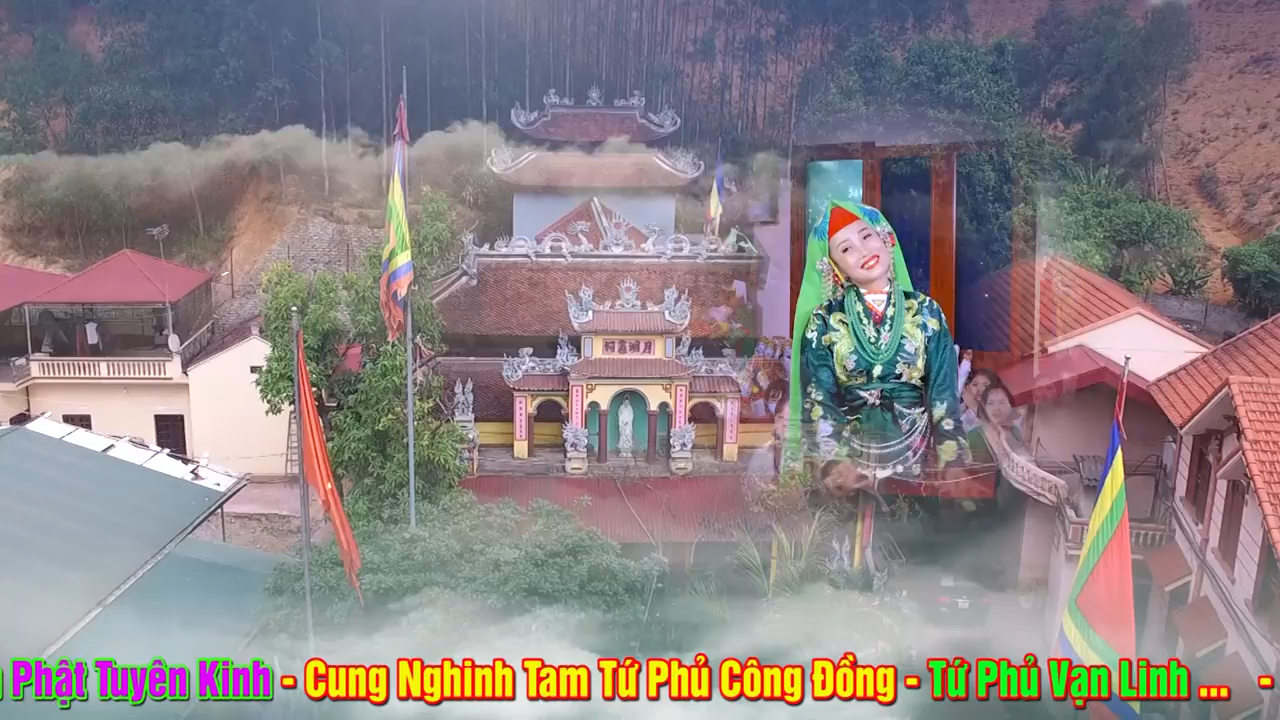 Phật Tuyên Kinh - Cung Nghinh Tam Tứ Phủ Công Đồng - Tứ Phủ Vạn Linh ... -